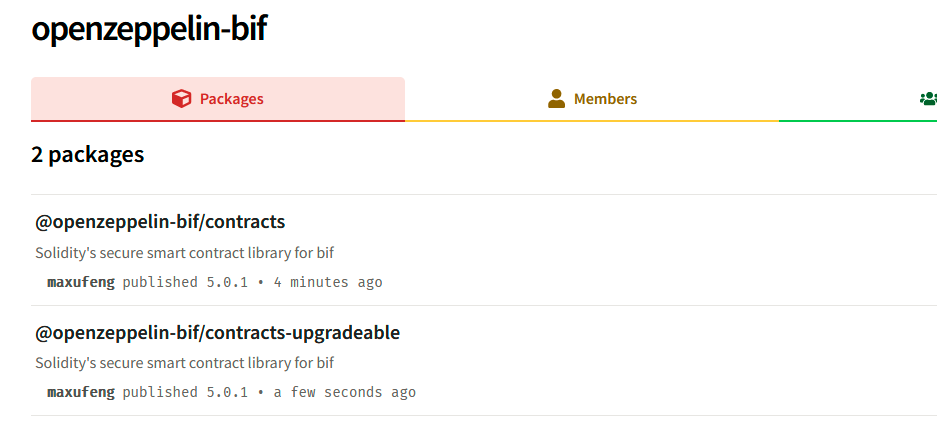 openzeppelin-bif
Packages
Members
2 packages
@openzeppelin-bif/contracts
Solidity's secure smart contract library for bif
maxufeng published 5.0.1 • 4 minutes ago
@openzeppelin-bif/contracts-upgradeable
Solidity's secure smart contract library for bif
maxufeng published 5.0.1 • a few seconds ago